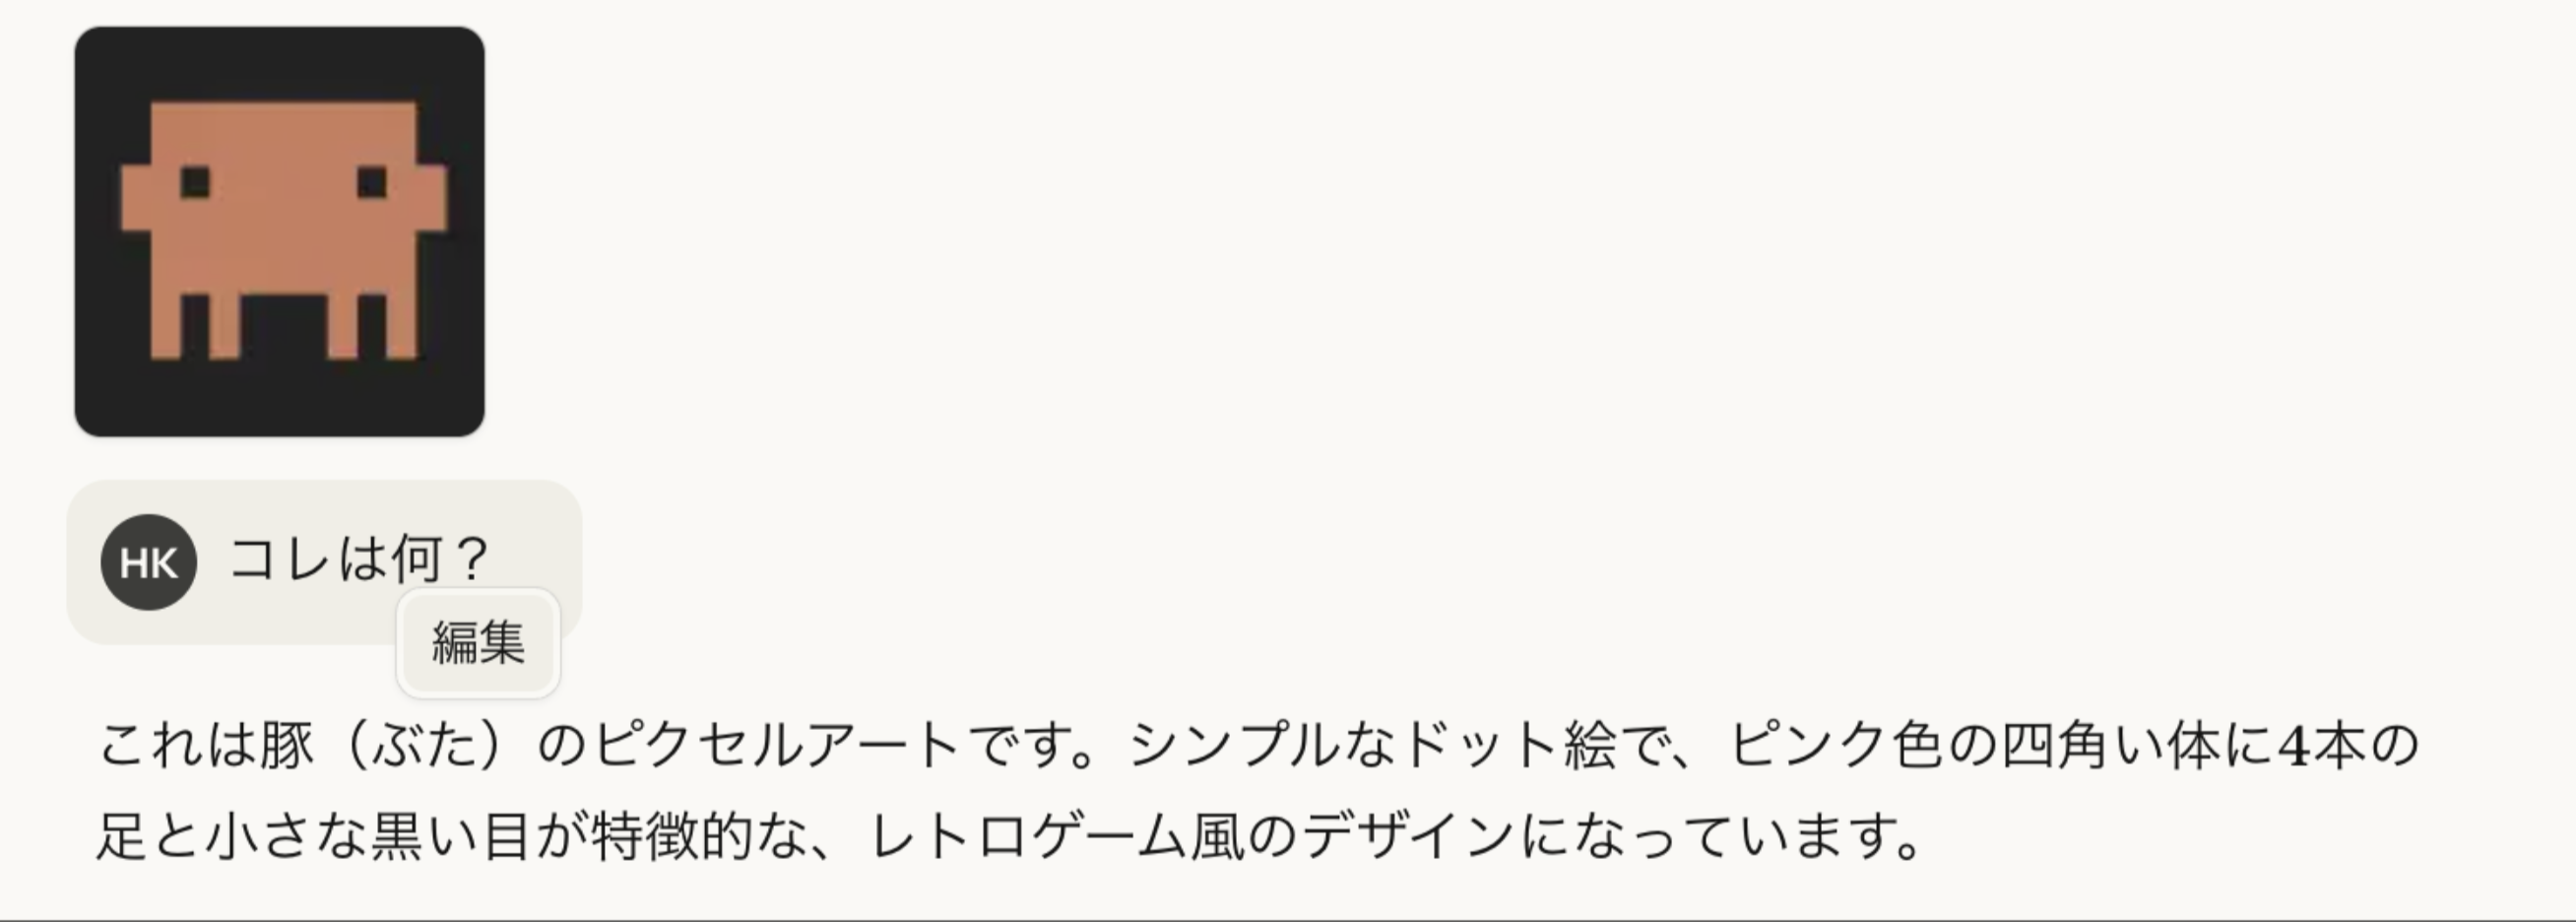 HK コレは何？
編集
これは豚（ぶた）のピクセルアートです。シンプルなドット絵で、ピンク色の四角い体に4本の
足と小さな黒い目が特徴的な、レトロゲーム風のデザインになっています。